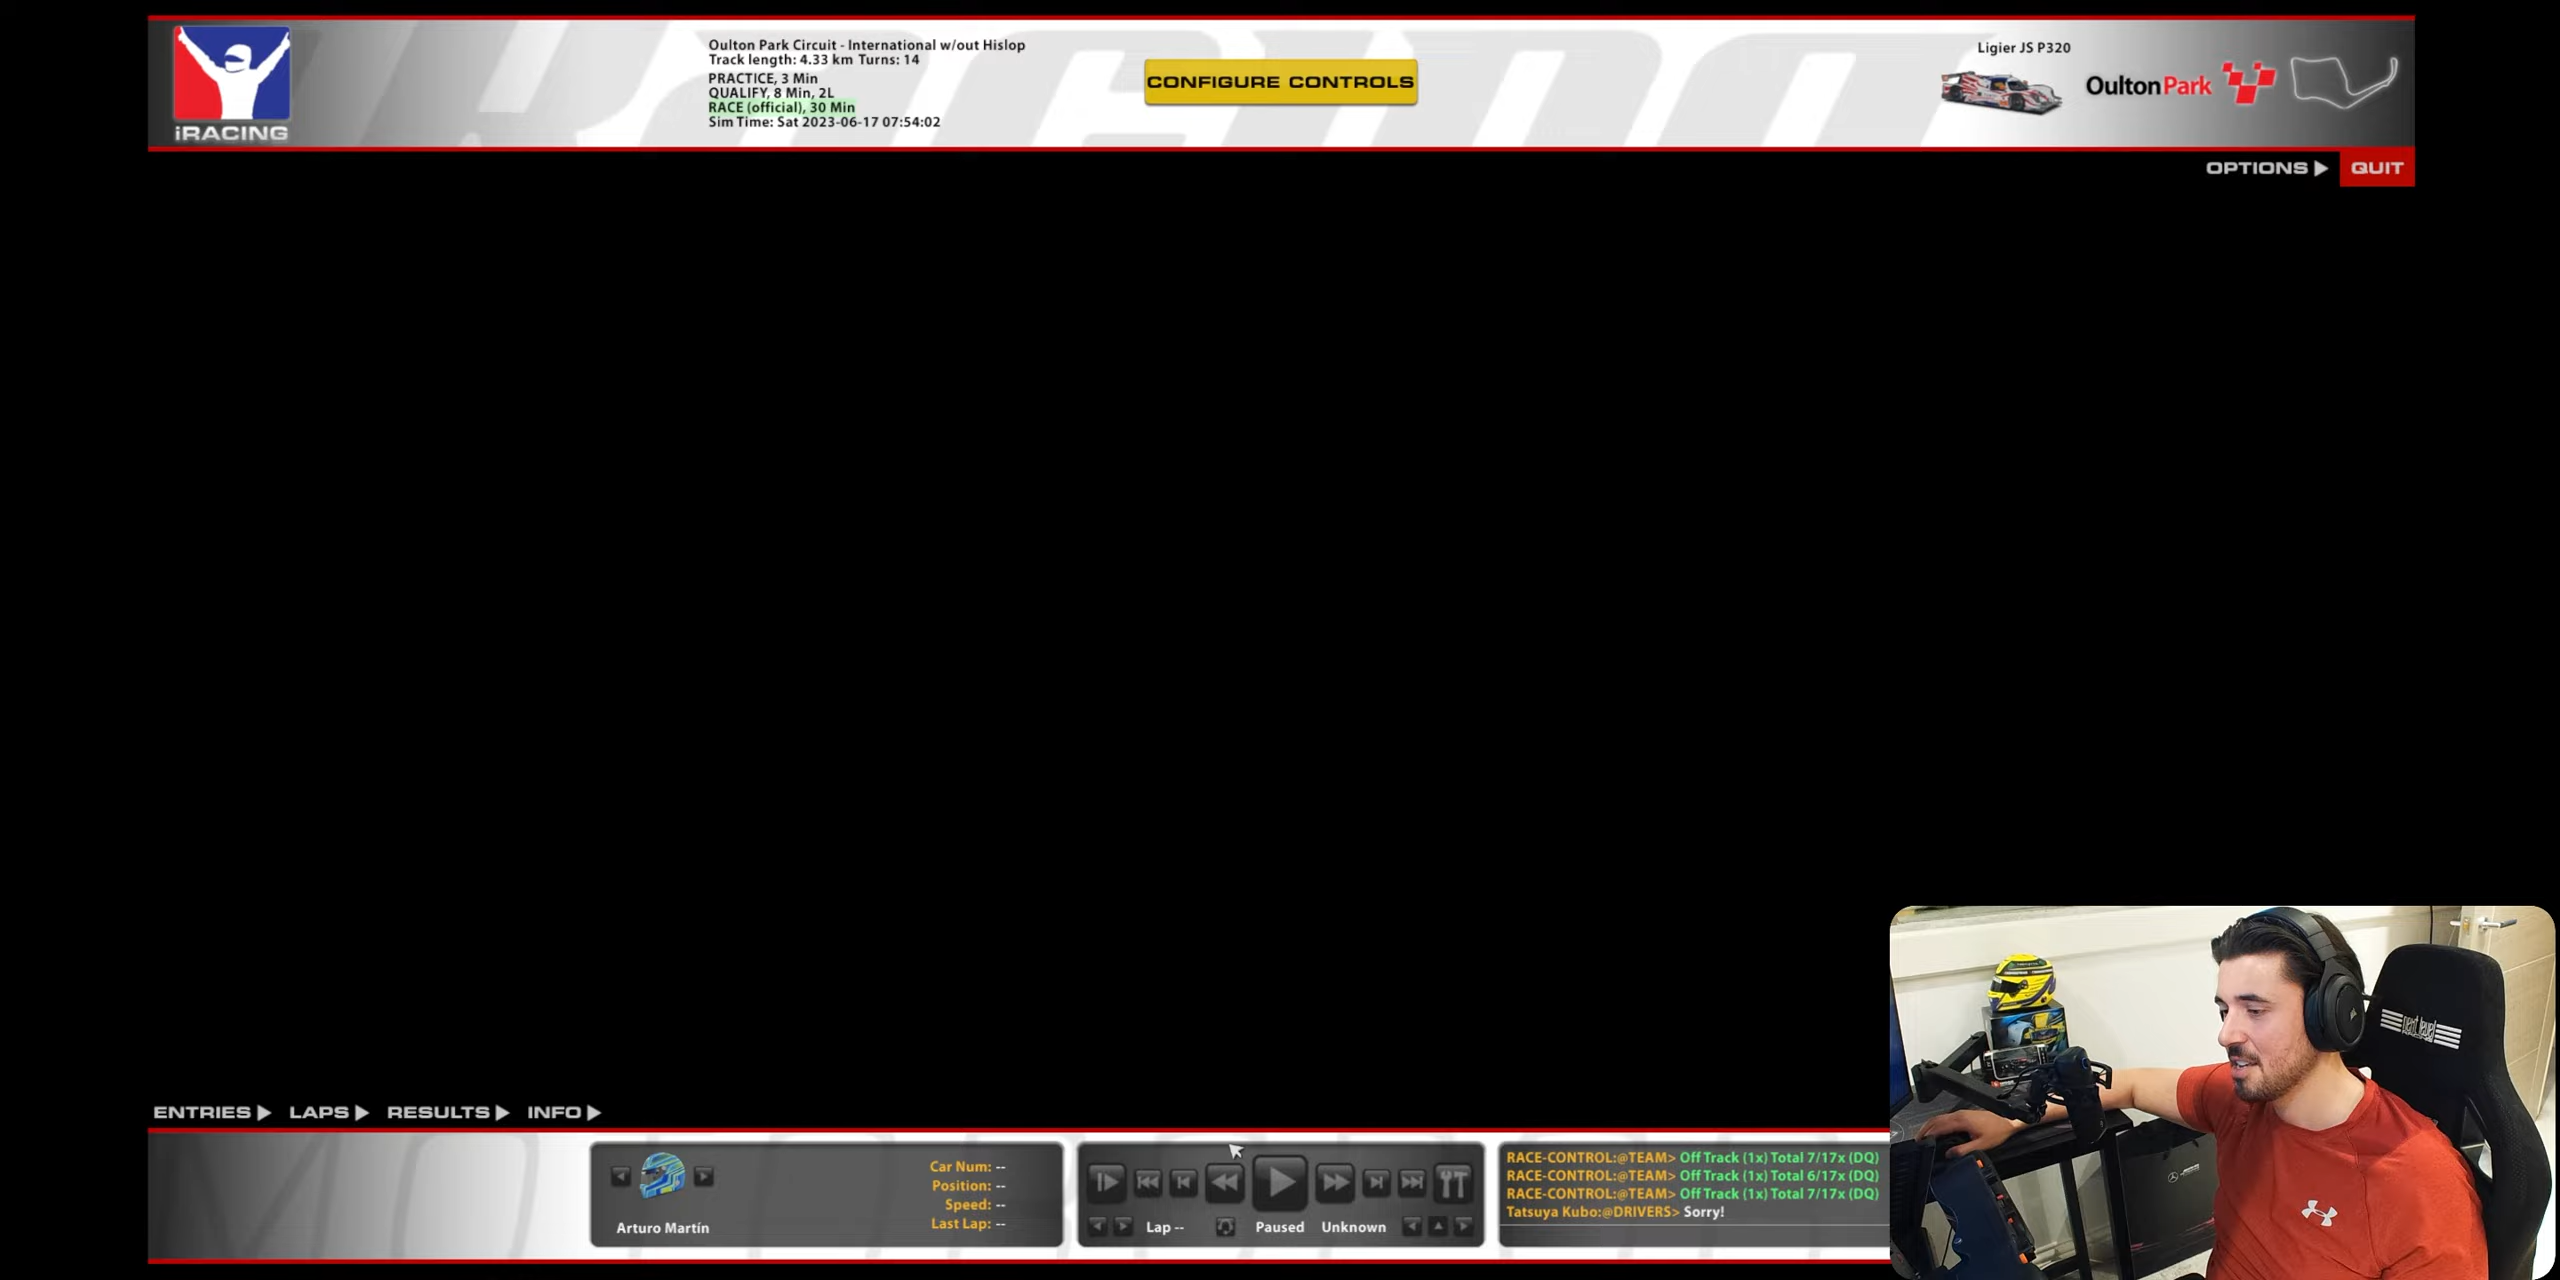 iRACING
Oulton Park Circuit - International w/out Hislop
Track length: 4.33 km Turns: 14
PRACTICE, 3 Min
QUALIFY, 8 Min, 2L
RACE (official), 30 Min
Sim Time: Sat 2023-06-17 07:54:02
CONFIGURE CONTROLS
Ligier JS P320
OultonPark
OPTIONS
QUIT
ENTRIES
LAPS
RESULTS
INFO
Arturo Martín
Car Num: --
Position: --
Speed: --
Last Lap: --
Lap --
Paused
Unknown
RACE-CONTROL:@TEAM> Off Track (1x) Total 7/17x (DQ)
RACE-CONTROL:@TEAM> Off Track (1x) Total 6/17x (DQ)
RACE-CONTROL:@TEAM> Off Track (1x) Total 7/17x (DQ)
Tatsuya Kubo:@DRIVERS> Sorry!
next level